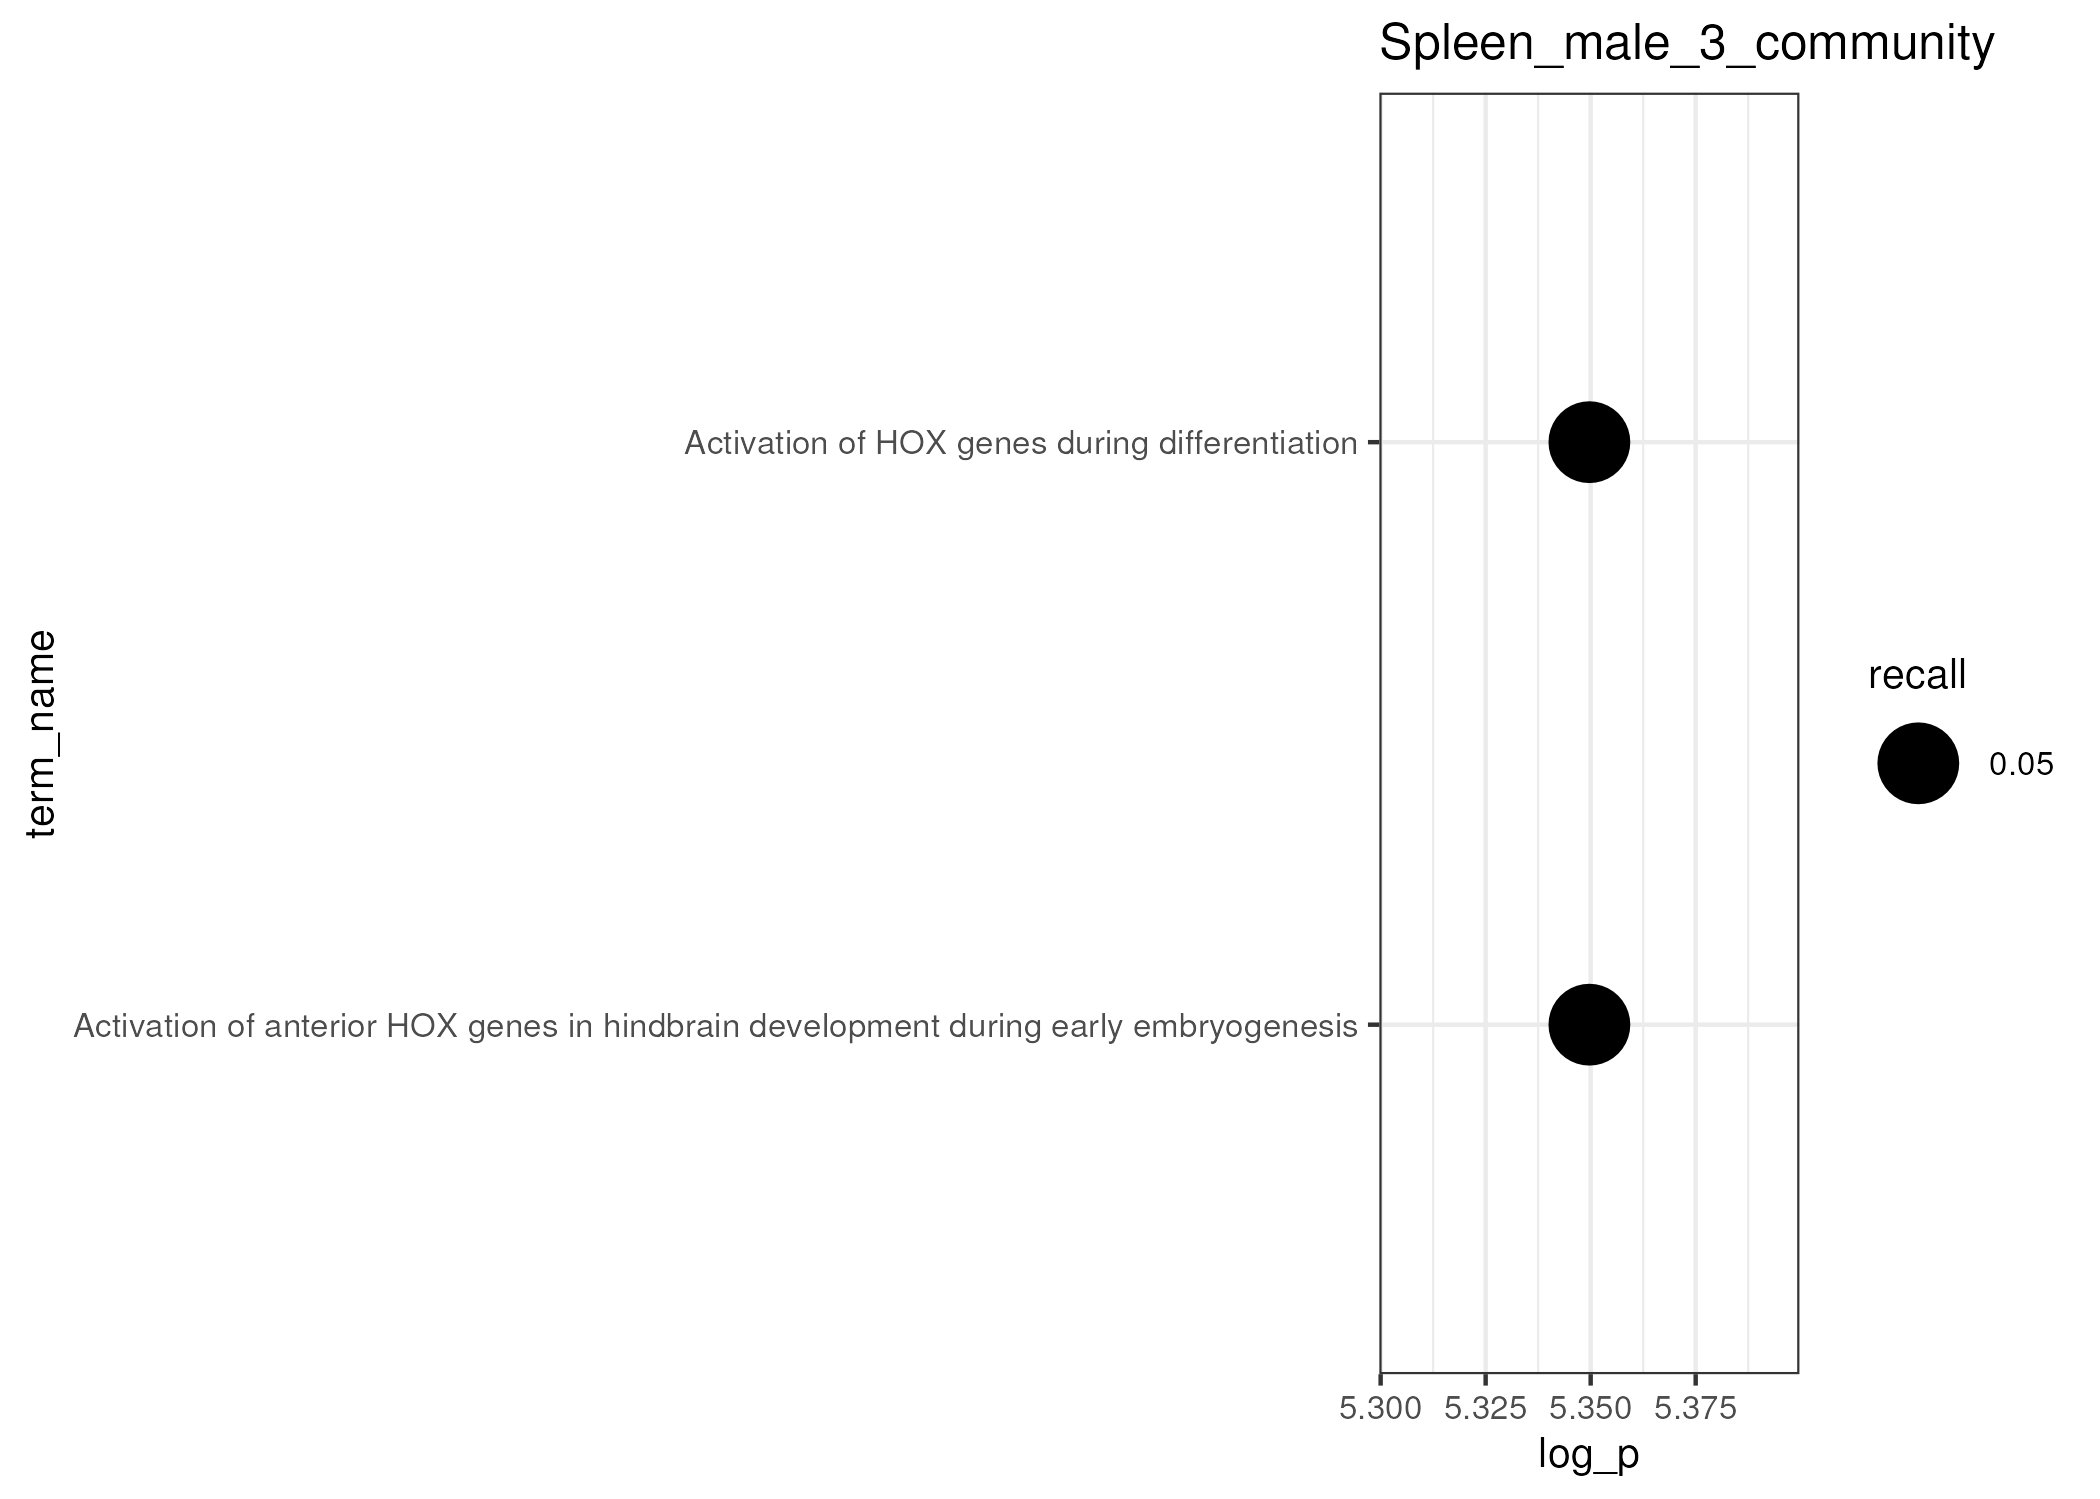 Spleen_male_3_community
term_name
Activation of HOX genes during differentiation
Activation of anterior HOX genes in hindbrain development during early embryogenesis
5.300 5.325 5.350 5.375
log_p
recall
0.05